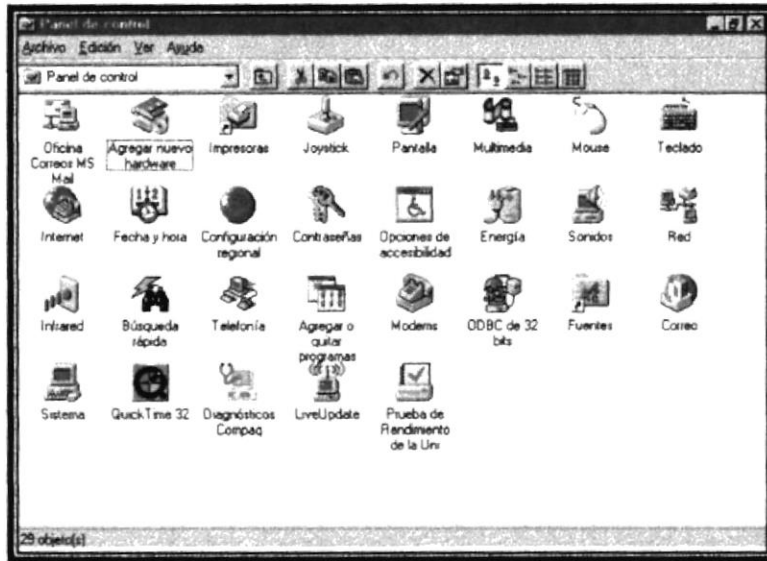 Panel de control
Archivo Edición Ver Ayuda
Panel de control
Oficina Correos MS Mail
Agregar nuevo hardware
Impresoras
Joystick
Pantalla
Multimedia
Mouse
Teclado
Internet
Fecha y hora
Configuración regional
Contraseñas
Opciones de accesibilidad
Energía
Sonidos
Red
Infrared
Búsqueda rápida
Telefonía
Agregar o quitar programas
Modems
ODBC de 32 bits
Fuentes
Correo
Sistema
QuickTime 32
Diagnósticos Compaq
LiveUpdate
Prueba de Rendimiento de la Uni
29 objeto(s)